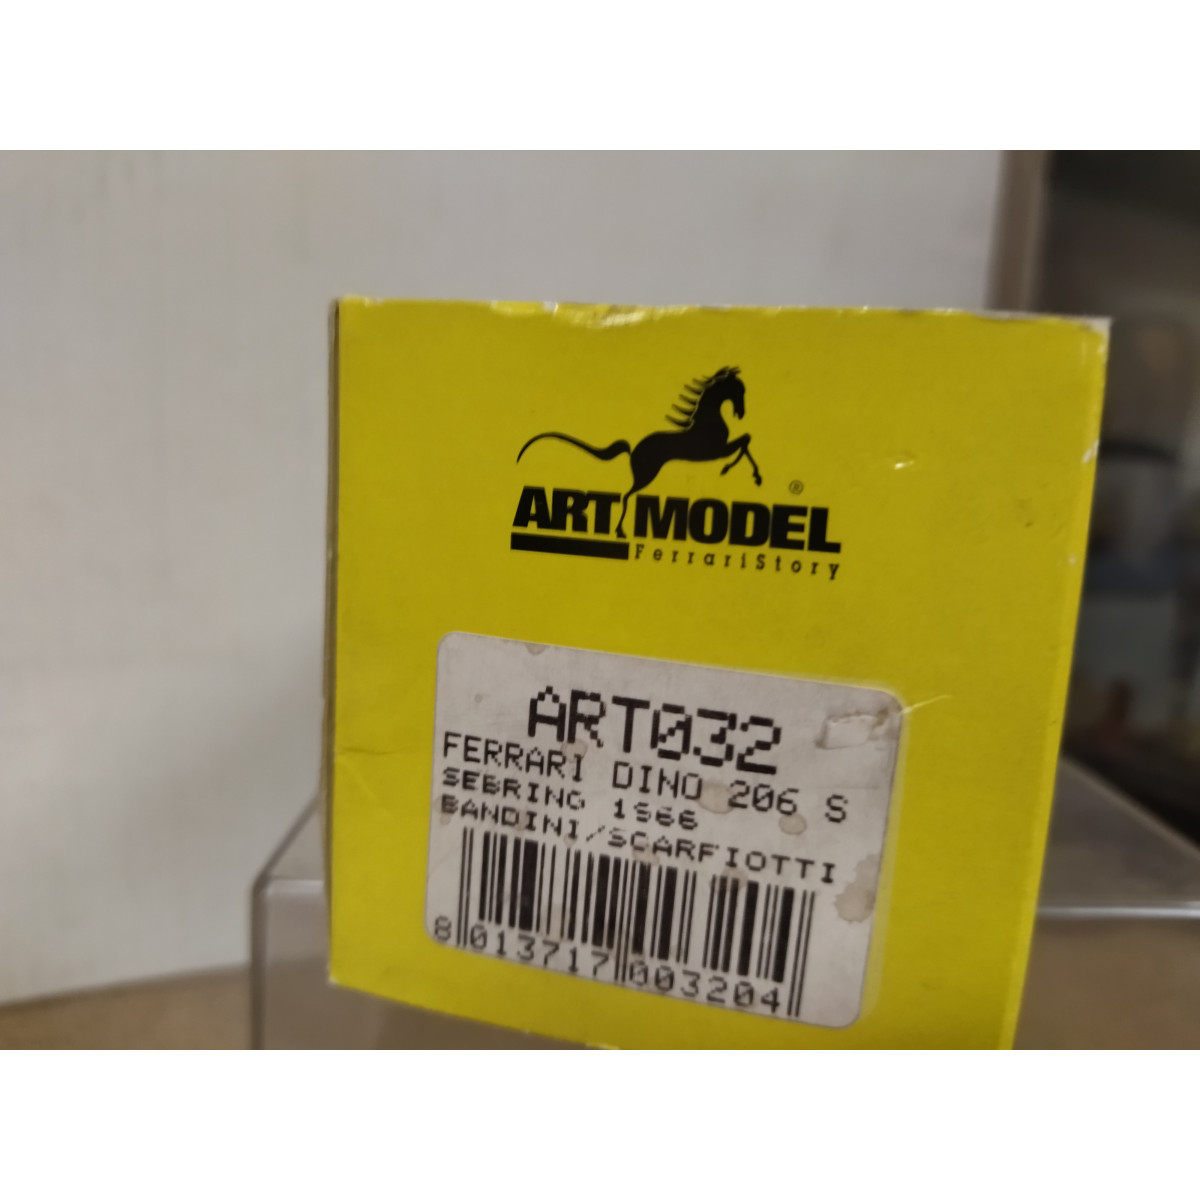 ART MODEL ®
FerrariStory
ART032
FERRARI DINO 206 S
SEBRING 1966
BANDINI/SCARFIOTTI
8 013717 003204